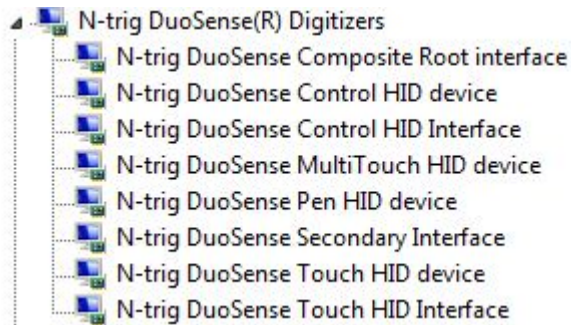 N-trig DuoSense(R) Digitizers
N-trig DuoSense Composite Root interface
N-trig DuoSense Control HID device
N-trig DuoSense Control HID Interface
N-trig DuoSense MultiTouch HID device
N-trig DuoSense Pen HID device
N-trig DuoSense Secondary Interface
N-trig DuoSense Touch HID device
N-trig DuoSense Touch HID Interface